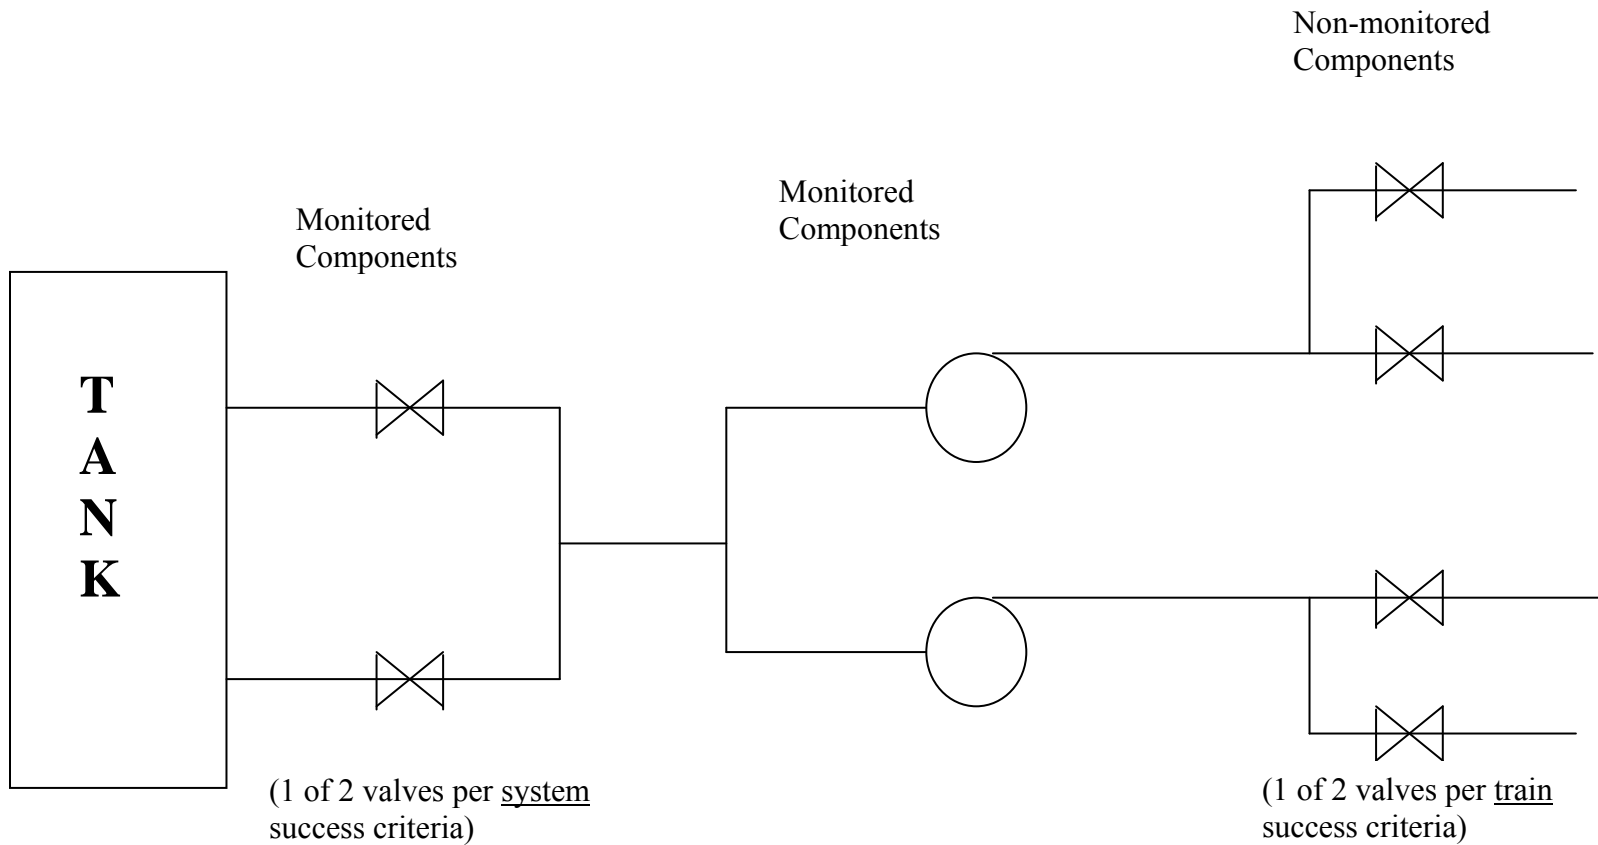 Non-monitored
Components
Monitored
Components
Monitored
Components
T
A
N
K
(1 of 2 valves per system
success criteria)
(1 of 2 valves per train
success criteria)